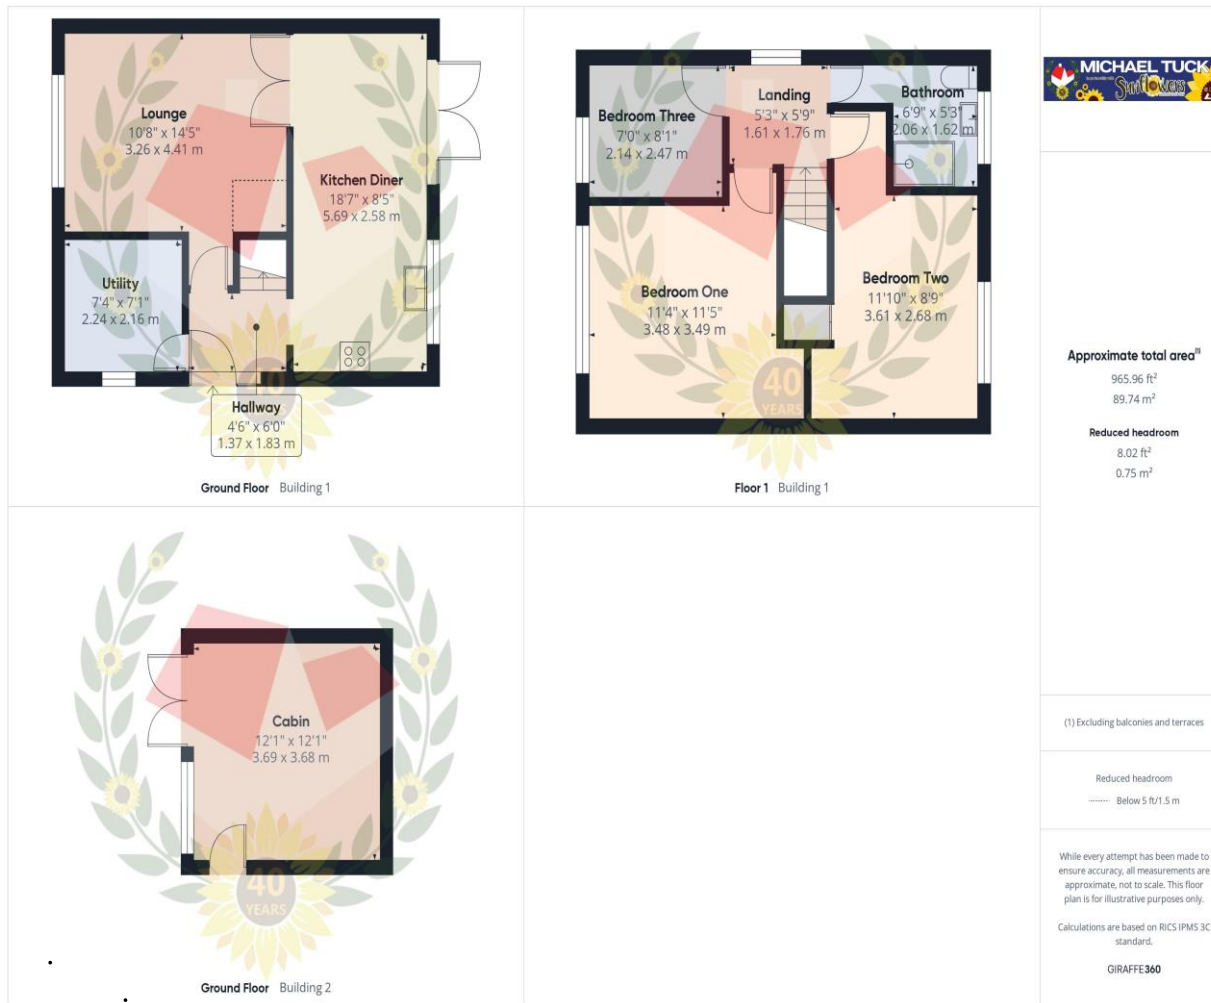 Lounge
10'8" x 14'5"
3.26 x 4.41 m
Kitchen Diner
18'7" x 8'5"
5.69 x 2.58 m
Utility
7'4" x 7'1"
2.24 x 2.16 m
Hallway
4'6" x 6'0"
1.37 x 1.83 m
40
YEARS
Ground Floor Building 1
Bedroom Three
7'0" x 8'1"
2.14 x 2.47 m
Landing
5'3" x 5'9"
1.61 x 1.76 m
Bathroom
6'9" x 5'3"
2.06 x 1.62 m
Bedroom One
11'4" x 11'5"
3.48 x 3.49 m
Bedroom Two
11'10" x 8'9"
3.61 x 2.68 m
40
YEARS
Floor 1 Building 1
Cabin
12'1" x 12'1"
3.69 x 3.68 m
40
YEARS
Ground Floor Building 2
MICHAEL TUCK
Sunflowers
Approximate total area(1)
965.96 ft²
89.74 m²
Reduced headroom
8.02 ft²
0.75 m²
(1) Excluding balconies and terraces
Reduced headroom
Below 5 ft/1.5 m
While every attempt has been made to
ensure accuracy, all measurements are
approximate, not to scale. This floor
plan is for illustrative purposes only.
Calculations are based on RICS IPMS 3C
standard.
GIRAFFE360